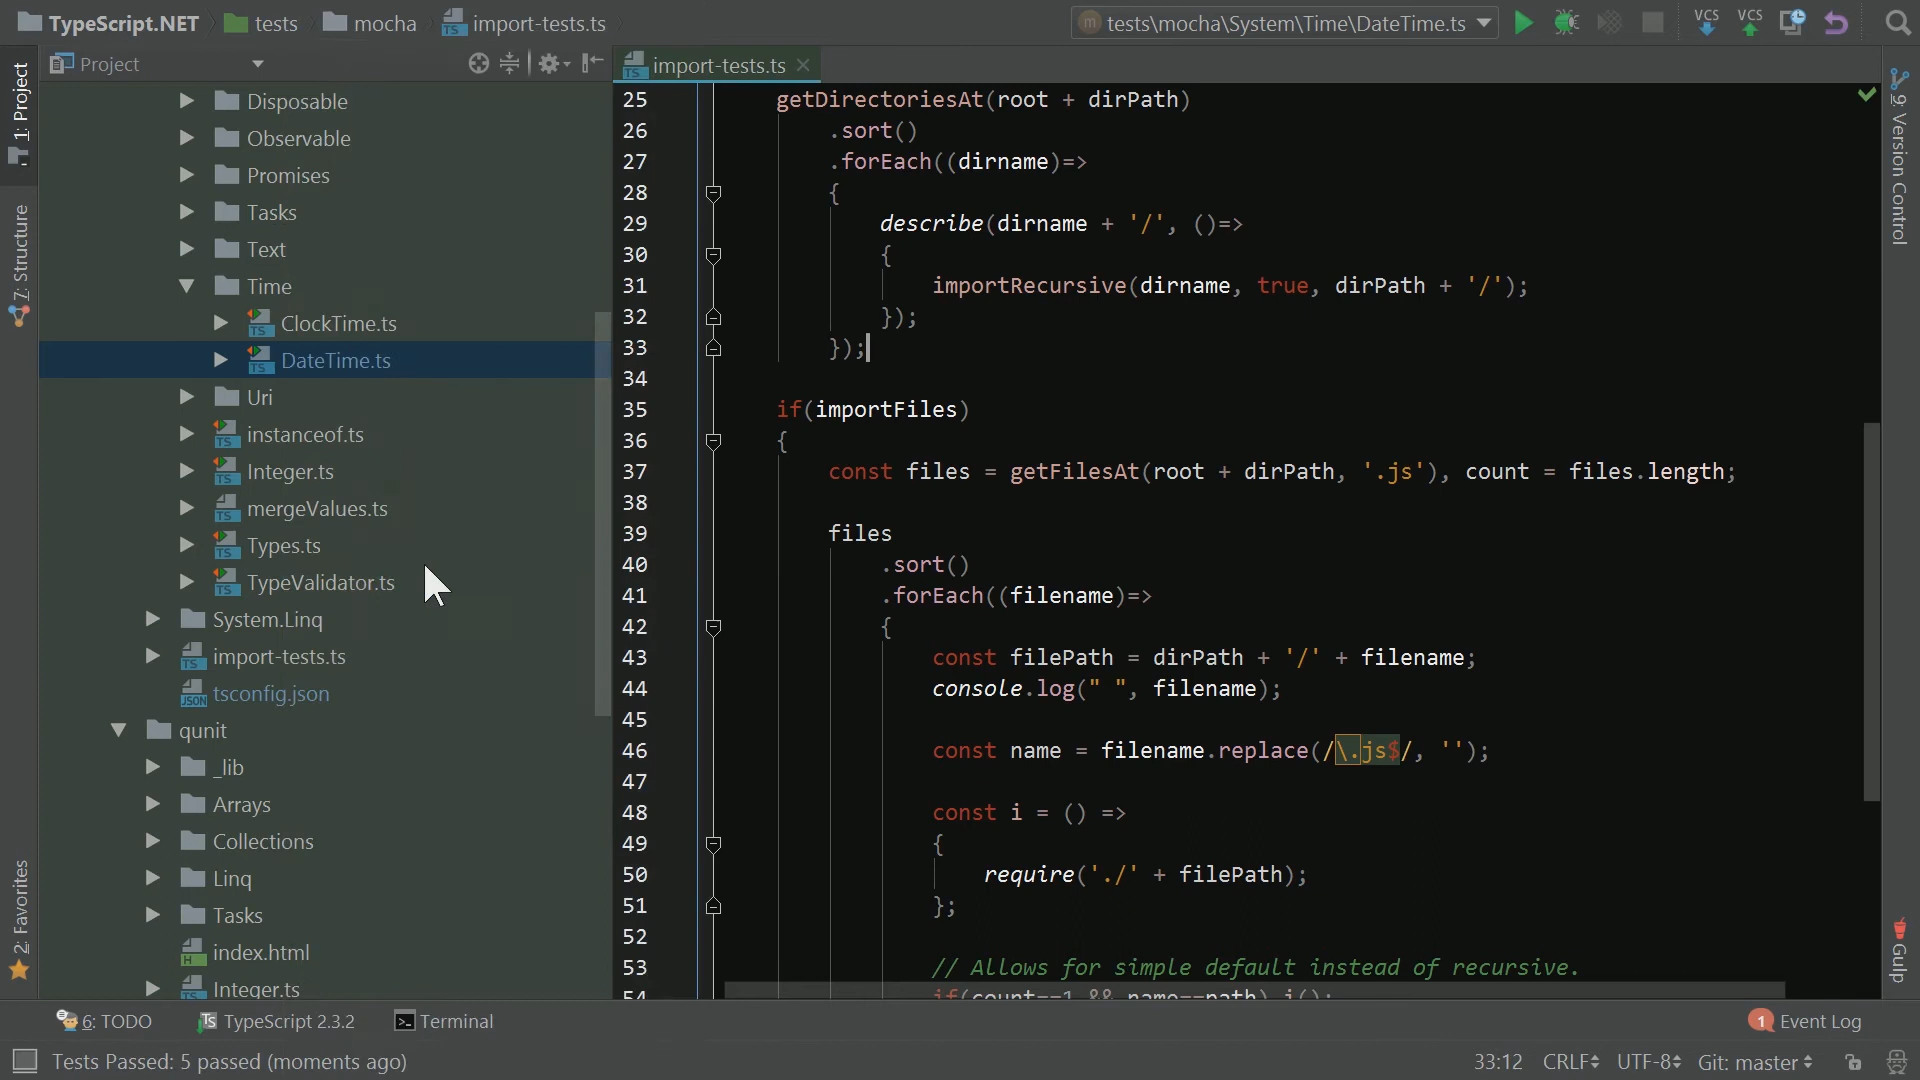 TypeScript.NET tests mocha import-tests.ts
tests\mocha\System\Time\DateTime.ts
VCS VCS
Project
import-tests.ts
1: Project
7: Structure
2: Favorites
Disposable
Observable
Promises
Tasks
Text
Time
ClockTime.ts
DateTime.ts
Uri
instanceof.ts
Integer.ts
mergeValues.ts
Types.ts
TypeValidator.ts
System.Linq
import-tests.ts
tsconfig.json
qunit
_lib
Arrays
Collections
Linq
Tasks
index.html
Integer.ts
25 getDirectoriesAt(root + dirPath)
26 .sort()
27 .forEach((dirname)=>
28 {
29 describe(dirname + '/', ()=>
30 {
31 importRecursive(dirname, true, dirPath + '/');
32 });
33 });
34
35 if(importFiles)
36 {
37 const files = getFilesAt(root + dirPath, '.js'), count = files.length;
38
39 files
40 .sort()
41 .forEach((filename)=>
42 {
43 const filePath = dirPath + '/' + filename;
44 console.log(" ", filename);
45
46 const name = filename.replace(/\.js$/, '');
47
48 const i = () =>
49 {
50 require('./' + filePath);
51 };
52
53 // Allows for simple default instead of recursive.
54 if(count==1 && name==path) i();
9: Version Control
Gulp
6: TODO TypeScript 2.3.2 Terminal
1 Event Log
Tests Passed: 5 passed (moments ago)
33:12 CRLF UTF-8 Git: master